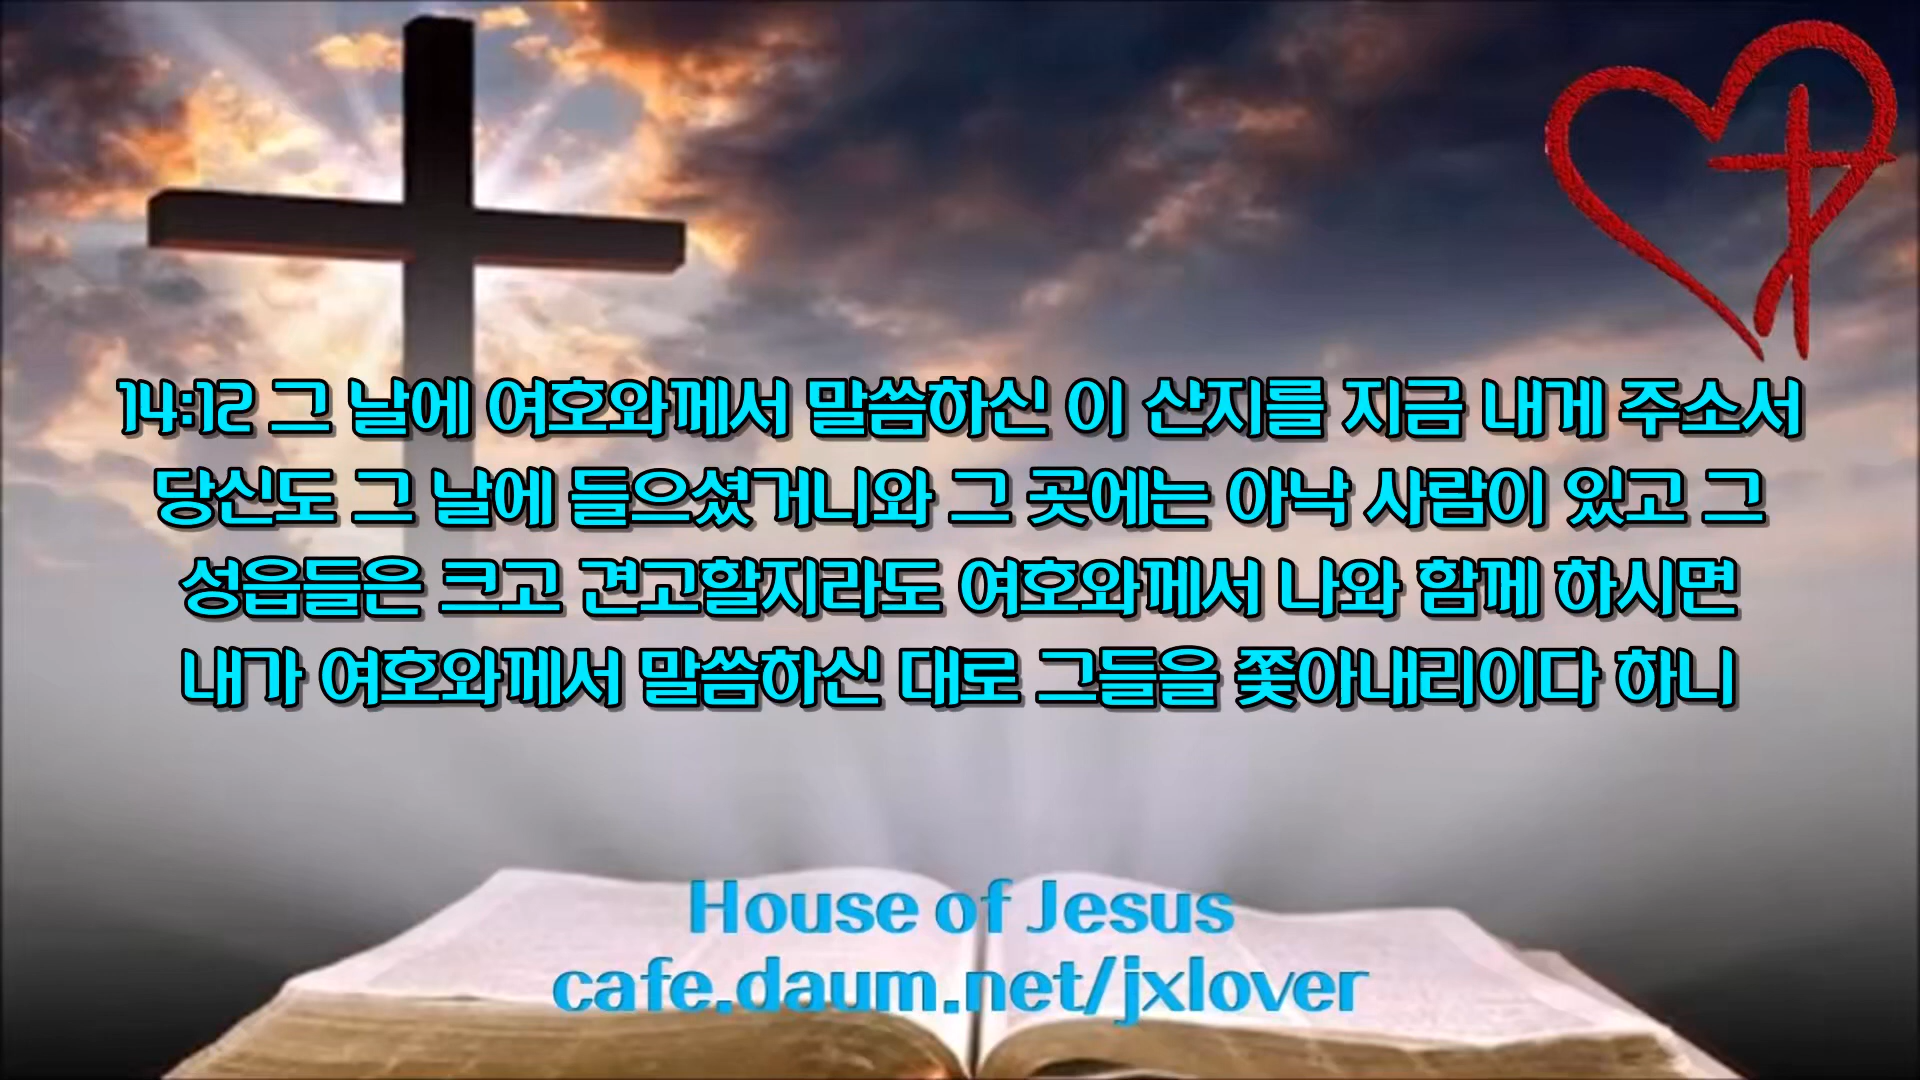 14:12 그 날에 여호와께서 말씀하신 이 산지를 지금 내게 주소서
당신도 그 날에 들으셨거니와 그 곳에는 아낙 사람이 있고 그
성읍들은 크고 견고할지라도 여호와께서 나와 함께 하시면
내가 여호와께서 말씀하신 대로 그들을 쫓아내리이다 하니
House of Jesus
cafe.daum.net/jxlover